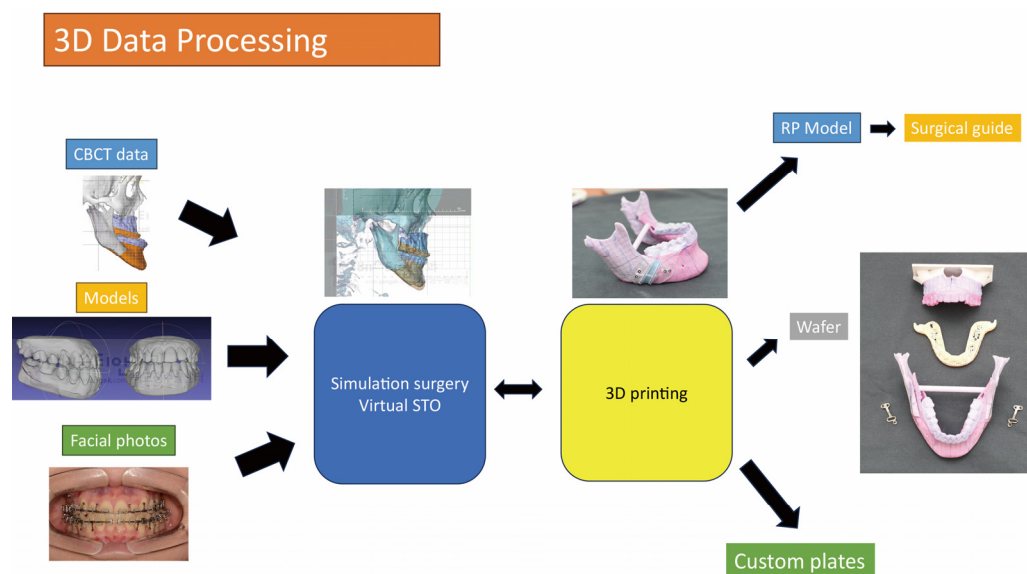 3D Data Processing
CBCT data
Models
Facial photos
Simulation surgery
Virtual STO
3D printing
RP Model
Surgical guide
Wafer
Custom plates